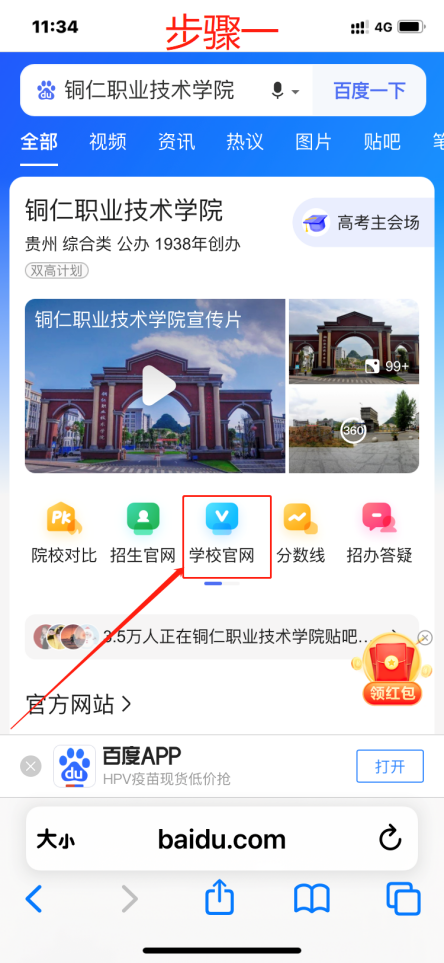 11:34
步骤一
4G
du
铜仁职业技术学院
百度一下
全部 视频 资讯 热议 图片 贴吧 笔
铜仁职业技术学院
贵州 综合类 公办 1938年创办
双高计划
高考主会场
铜仁职业技术学院宣传片
99+
360
PK
院校对比 招生官网 学校官网 分数线 招办答疑
3.5万人正在铜仁职业技术学院贴吧...
领红包
官方网站
du
百度APP
HPV疫苗现货低价抢
打开
大小
baidu.com